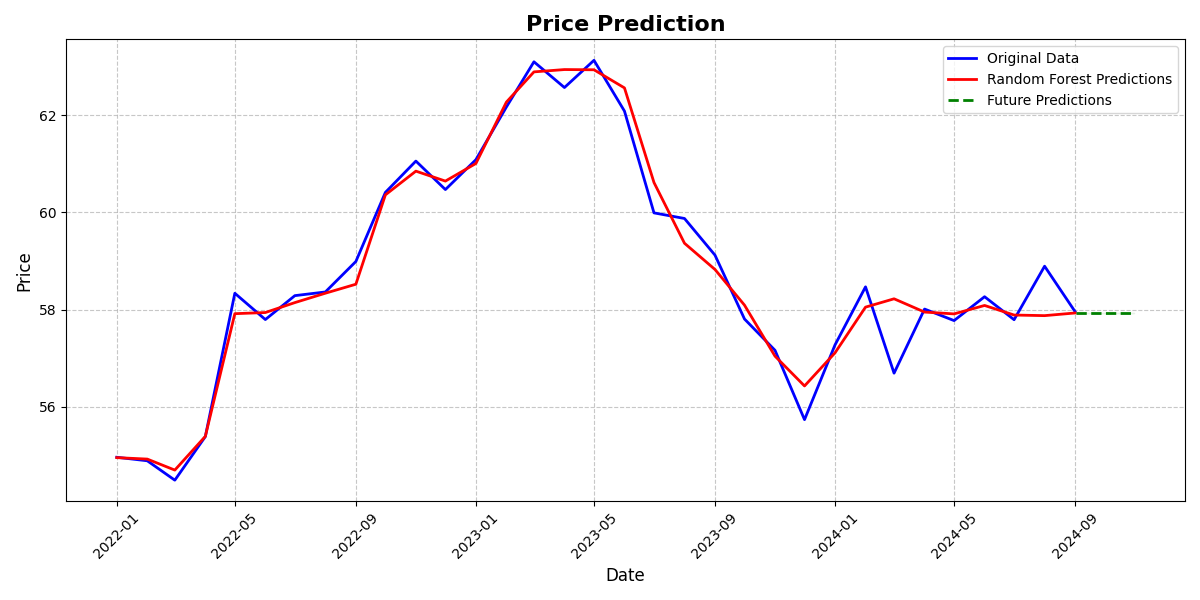 Price Prediction
Original Data
Random Forest Predictions
Future Predictions
Price
62
60
58
56
2022-01
2022-05
2022-09
2023-01
2023-05
2023-09
2024-01
2024-05
2024-09
Date